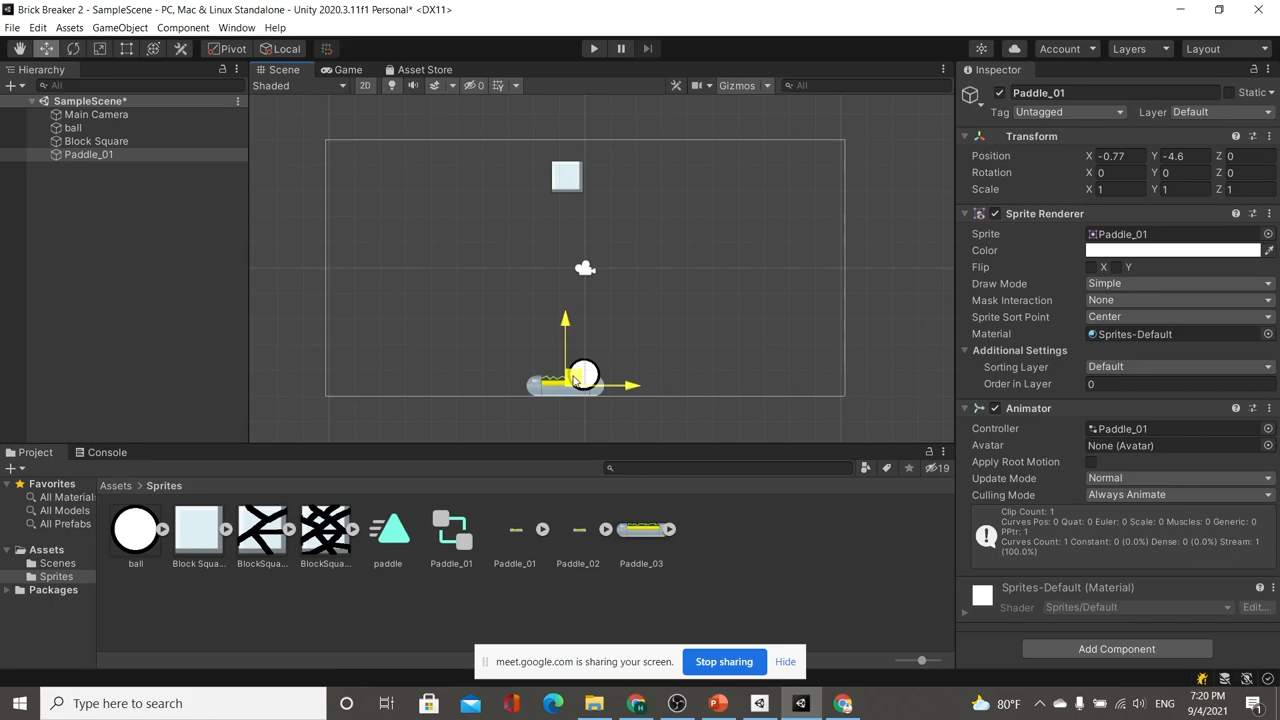 Brick Breaker 2 - SampleScene - PC, Mac & Linux Standalone - Unity 2020.3.11f1 Personal* <DX11>
File Edit Assets GameObject Component Window Help
Pivot Local Account Layers Layout
Hierarchy Scene Game Asset Store Inspector
All Shaded 2D 0 Gizmos All Paddle_01 Static
SampleScene*
Main Camera Tag Untagged Layer Default
ball
Block Square Transform
Paddle_01 Position X -0.77 Y -4.6 Z 0
Rotation X 0 Y 0 Z 0
Scale X 1 Y 1 Z 1
Sprite Renderer
Sprite Paddle_01
Color
Flip X Y
Draw Mode Simple
Mask Interaction None
Sprite Sort Point Center
Material Sprites-Default
Additional Settings
Sorting Layer Default
Order in Layer 0
Animator
Controller Paddle_01
Avatar None (Avatar)
Apply Root Motion
Update Mode Normal
Culling Mode Always Animate
Clip Count: 1
Curves Pos: 0 Quat: 0 Euler: 0 Scale: 0 Muscles: 0 Generic: 0
PPtr: 1
Curves Count: 1 Constant: 0 (0.0%) Dense: 0 (0.0%) Stream: 1
(100.0%)
Sprites-Default (Material)
Shader Sprites/Default Edit...
Add Component
Project Console
19
Favorites Assets Sprites
All Material
All Models
All Prefabs
Assets
Scenes ball Block Squa... BlockSqua... BlockSqua... paddle Paddle_01 Paddle_01 Paddle_02 Paddle_03
Sprites
Packages
meet.google.com is sharing your screen. Stop sharing Hide
Type here to search 80°F ENG 7:20 PM
9/4/2021